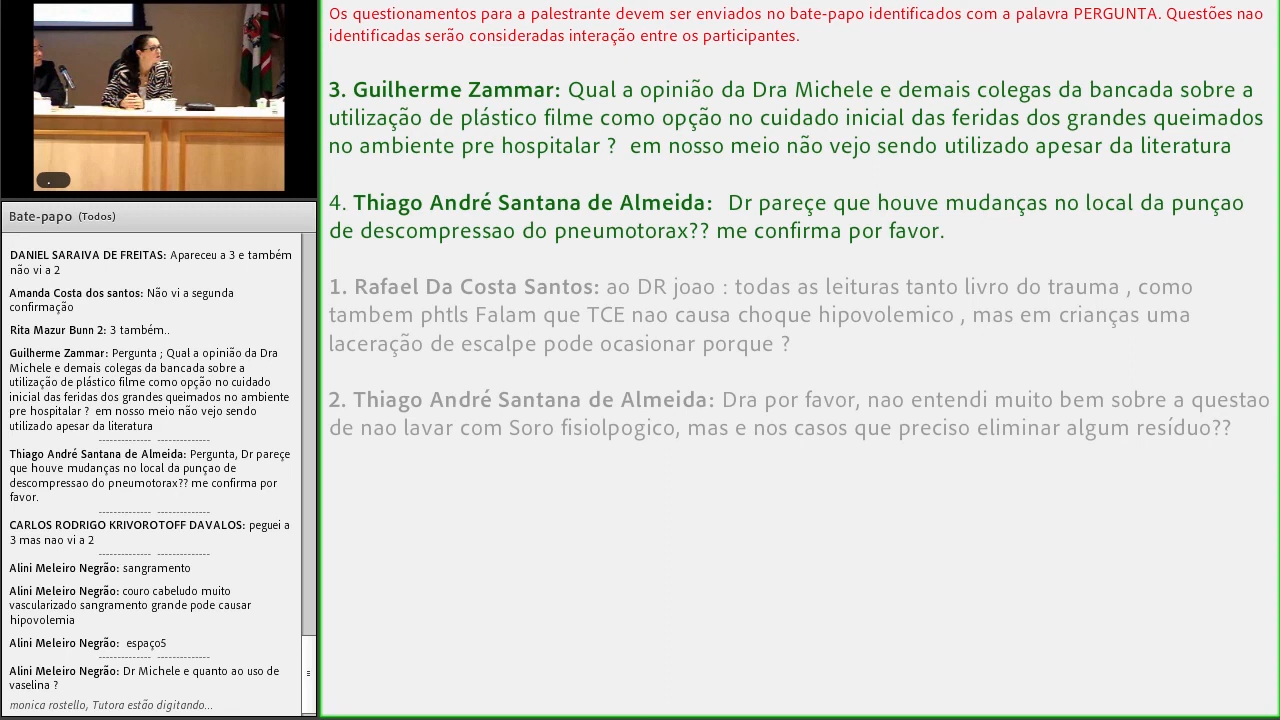 Os questionamentos para a palestrante devem ser enviados no bate-papo identificados com a palavra PERGUNTA. Questões nao
identificadas serão consideradas interação entre os participantes.
3. Guilherme Zammar: Qual a opinião da Dra Michele e demais colegas da bancada sobre a
utilização de plástico filme como opção no cuidado inicial das feridas dos grandes queimados
no ambiente pre hospitalar ?  em nosso meio não vejo sendo utilizado apesar da literatura
4. Thiago André Santana de Almeida:  Dr pareçe que houve mudanças no local da punçao
de descompressao do pneumotorax?? me confirma por favor.
1. Rafael Da Costa Santos: ao DR joao : todas as leituras tanto livro do trauma , como
tambem phtls Falam que TCE nao causa choque hipovolemico , mas em crianças uma
laceração de escalpe pode ocasionar porque ?
2. Thiago André Santana de Almeida: Dra por favor, nao entendi muito bem sobre a questao
de nao lavar com Soro fisiolpogico, mas e nos casos que preciso eliminar algum resíduo??
Bate-papo (Todos)
DANIEL SARAIVA DE FREITAS: Apareceu a 3 e também
não vi a 2
Amanda Costa dos santos: Não vi a segunda
confirmação
Rita Mazur Bunn 2: 3 também..
Guilherme Zammar: Pergunta ; Qual a opinião da Dra
Michele e demais colegas da bancada sobre a
utilização de plástico filme como opção no cuidado
inicial das feridas dos grandes queimados no ambiente
pre hospitalar ?  em nosso meio não vejo sendo
utilizado apesar da literatura
-------------- --------------
Thiago André Santana de Almeida: Pergunta, Dr pareçe
que houve mudanças no local da punçao de
descompressao do pneumotorax?? me confirma por
favor.
-------------- --------------
CARLOS RODRIGO KRIVOROTOFF DAVALOS: peguei a
3 mas nao vi a 2
-------------- --------------
Alini Meleiro Negrão: sangramento
Alini Meleiro Negrão: couro cabeludo muito
vascularizado sangramento grande pode causar
hipovolemia
Alini Meleiro Negrão:  espaço5
-------------- --------------
Alini Meleiro Negrão: Dr Michele e quanto ao uso de
vaselina ?
monica rostello, Tutora estão digitando...